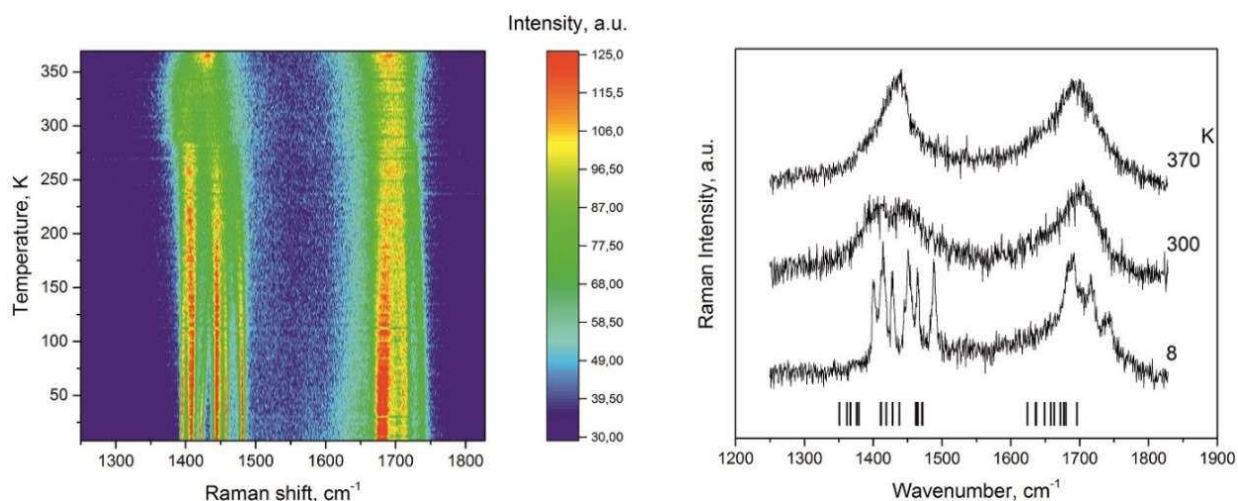 Intensity, a.u.
Temperature, K
350
300
250
200
150
100
50
1300 1400 1500 1600 1700 1800
Raman shift, cm-1
125,0
115,5
106,0
96,50
87,00
77,50
68,00
58,50
49,00
39,50
30,00
Raman Intensity, a.u.
K
370
300
8
1200 1300 1400 1500 1600 1700 1800 1900
Wavenumber, cm-1